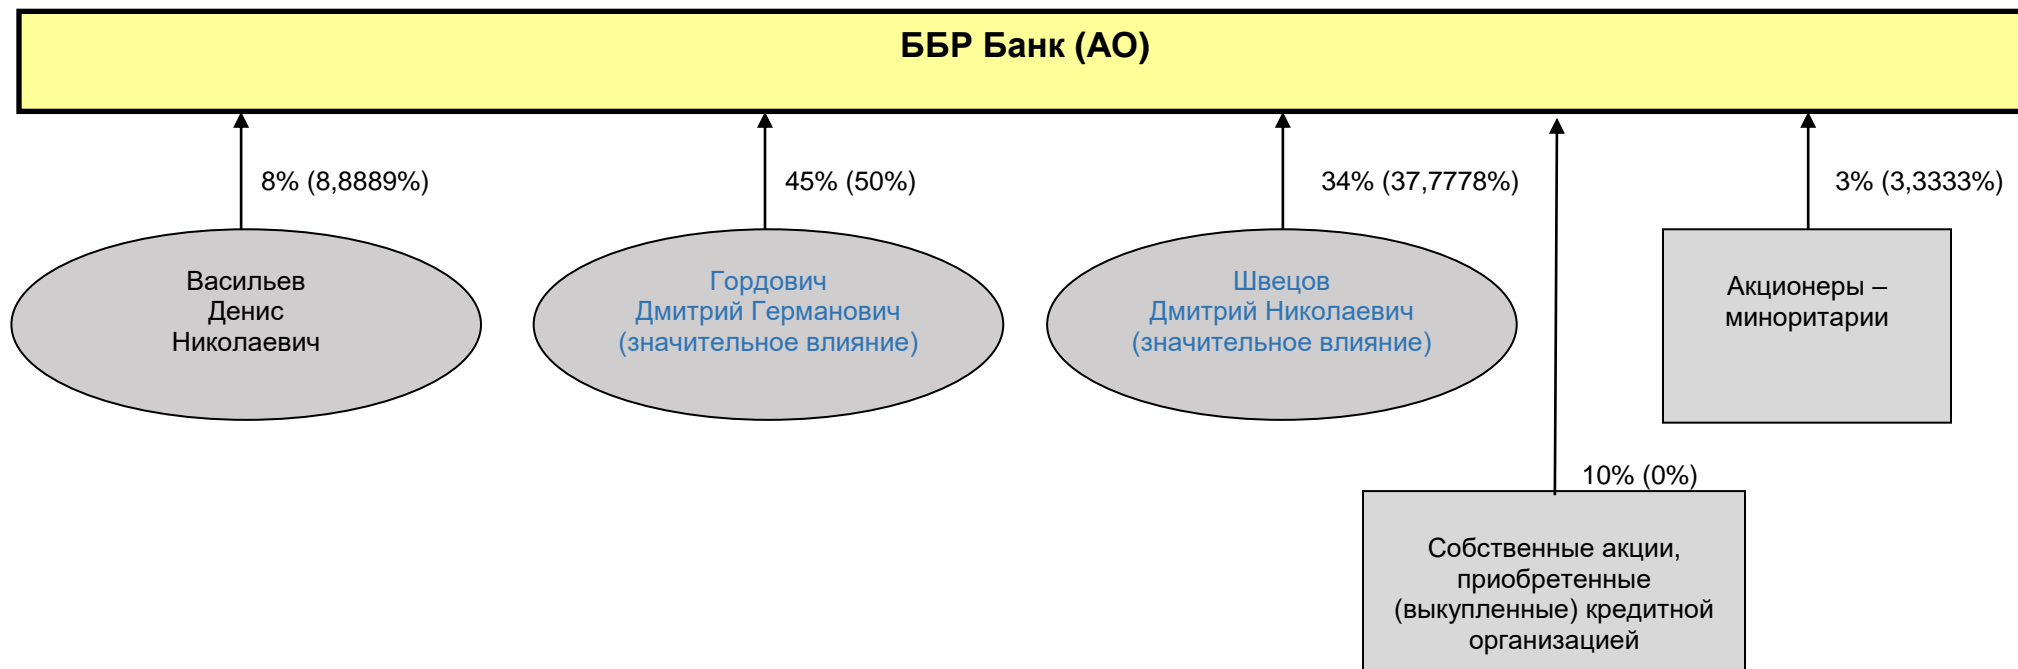 ББР Банк (АО)
8% (8,8889%)
45% (50%)
34% (37,7778%)
3% (3,3333%)
Васильев
Денис
Николаевич
Гордович
Дмитрий Германович
(значительное влияние)
Швецов
Дмитрий Николаевич
(значительное влияние)
Акционеры –
миноритарии
10% (0%)
Собственные акции,
приобретенные
(выкупленные) кредитной
организацией